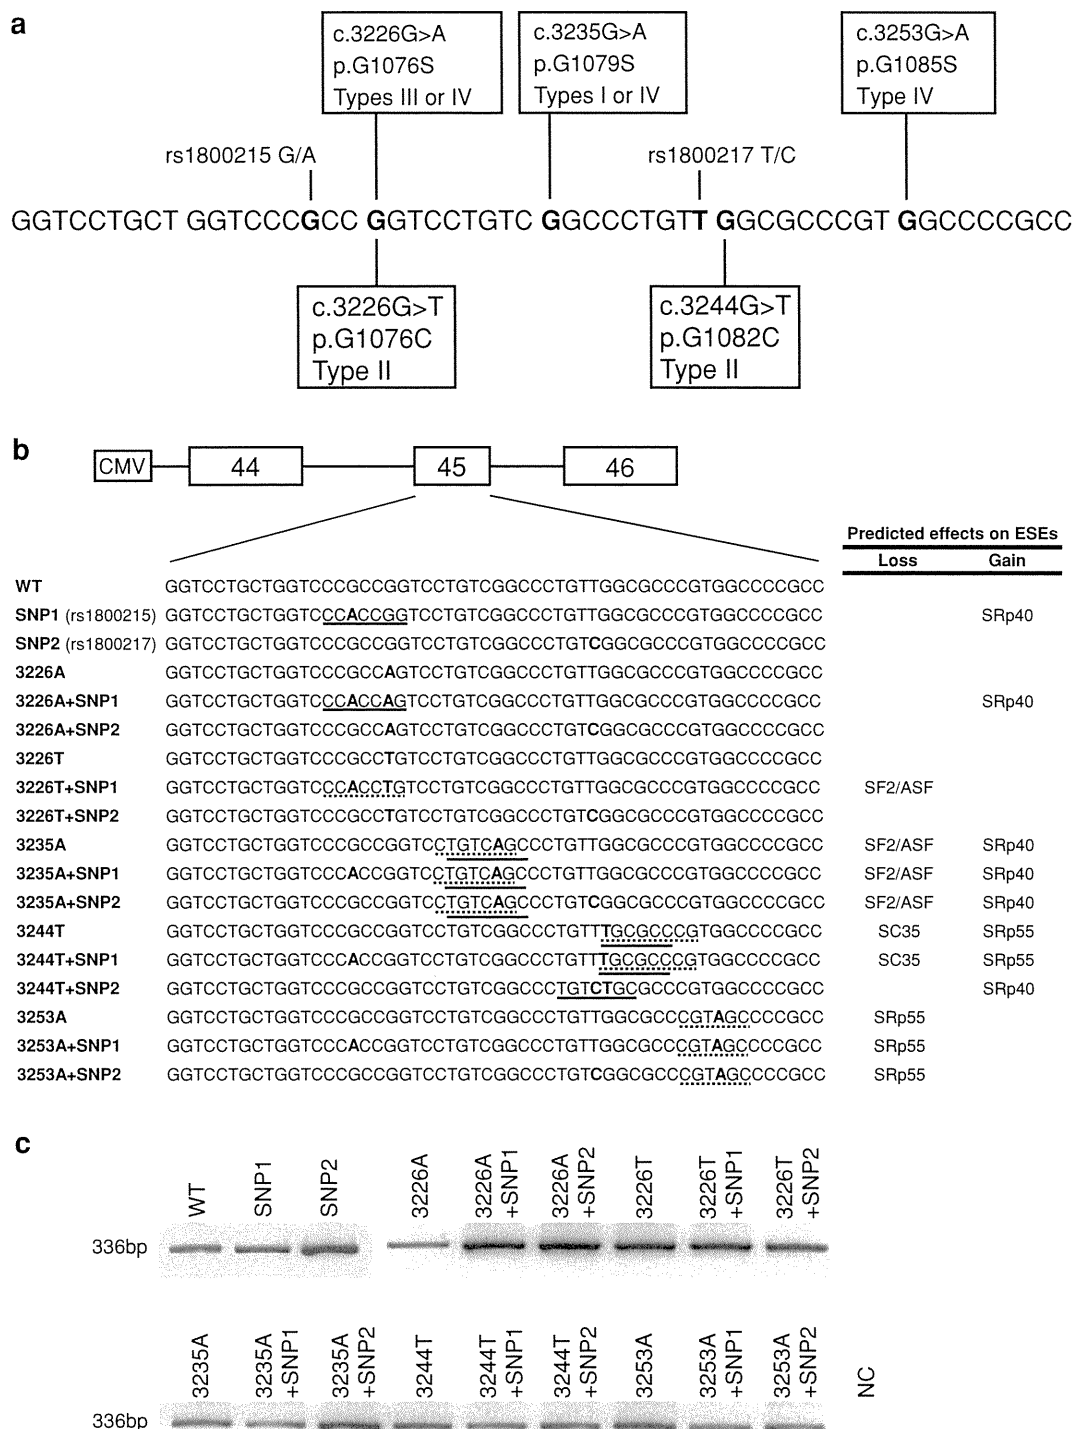 a
c.3226G>A
p.G1076S
Types III or IV
c.3235G>A
p.G1079S
Types I or IV
c.3253G>A
p.G1085S
Type IV
rs1800215 G/A
rs1800217 T/C
GGTCCTGCT GGTCCCGCC GGTCCTGTC GGCCCTGTT GGCGCCCGT GGCCCCGCC
c.3226G>T
p.G1076C
Type II
c.3244G>T
p.G1082C
Type II
b
CMV 44 45 46
Predicted effects on ESEs
Loss Gain
WT GGTCCTGCTGGTCCCGCCGGTCCTGTCGGCCCTGTTGGCGCCCGTGGCCCCGCC
SNP1 (rs1800215) GGTCCTGCTGGTCCCACCGGTCCTGTCGGCCCTGTTGGCGCCCGTGGCCCCGCC SRp40
SNP2 (rs1800217) GGTCCTGCTGGTCCCGCCGGTCCTGTCGGCCCTGTCGGCGCCCGTGGCCCCGCC
3226A GGTCCTGCTGGTCCCGCCAGTCCTGTCGGCCCTGTTGGCGCCCGTGGCCCCGCC
3226A+SNP1 GGTCCTGCTGGTCCCACCAGTCCTGTCGGCCCTGTTGGCGCCCGTGGCCCCGCC SRp40
3226A+SNP2 GGTCCTGCTGGTCCCGCCAGTCCTGTCGGCCCTGTCGGCGCCCGTGGCCCCGCC
3226T GGTCCTGCTGGTCCCGCCTGTCCTGTCGGCCCTGTTGGCGCCCGTGGCCCCGCC
3226T+SNP1 GGTCCTGCTGGTCCCACCTGTCCTGTCGGCCCTGTTGGCGCCCGTGGCCCCGCC SF2/ASF
3226T+SNP2 GGTCCTGCTGGTCCCGCCTGTCCTGTCGGCCCTGTCGGCGCCCGTGGCCCCGCC
3235A GGTCCTGCTGGTCCCGCCGGTCCTGTCAGCCCTGTTGGCGCCCGTGGCCCCGCC SF2/ASF SRp40
3235A+SNP1 GGTCCTGCTGGTCCCACCGGTCCTGTCAGCCCTGTTGGCGCCCGTGGCCCCGCC SF2/ASF SRp40
3235A+SNP2 GGTCCTGCTGGTCCCGCCGGTCCTGTCAGCCCTGTCGGCGCCCGTGGCCCCGCC SF2/ASF SRp40
3244T GGTCCTGCTGGTCCCGCCGGTCCTGTCGGCCCTGTTTGCGCCCGTGGCCCCGCC SC35 SRp55
3244T+SNP1 GGTCCTGCTGGTCCCACCGGTCCTGTCGGCCCTGTTTGCGCCCGTGGCCCCGCC SC35 SRp55
3244T+SNP2 GGTCCTGCTGGTCCCGCCGGTCCTGTCGGCCCTGTCTGCGCCCGTGGCCCCGCC SRp40
3253A GGTCCTGCTGGTCCCGCCGGTCCTGTCGGCCCTGTTGGCGCCCGTAGCCCCGCC SRp55
3253A+SNP1 GGTCCTGCTGGTCCCACCGGTCCTGTCGGCCCTGTTGGCGCCCGTAGCCCCGCC SRp55
3253A+SNP2 GGTCCTGCTGGTCCCGCCGGTCCTGTCGGCCCTGTCGGCGCCCGTAGCCCCGCC SRp55
c
WT SNP1 SNP2 3226A 3226A +SNP1 3226A +SNP2 3226T 3226T +SNP1 3226T +SNP2
336bp
3235A 3235A +SNP1 3235A +SNP2 3244T 3244T +SNP1 3244T +SNP2 3253A 3253A +SNP1 3253A +SNP2 NC
336bp